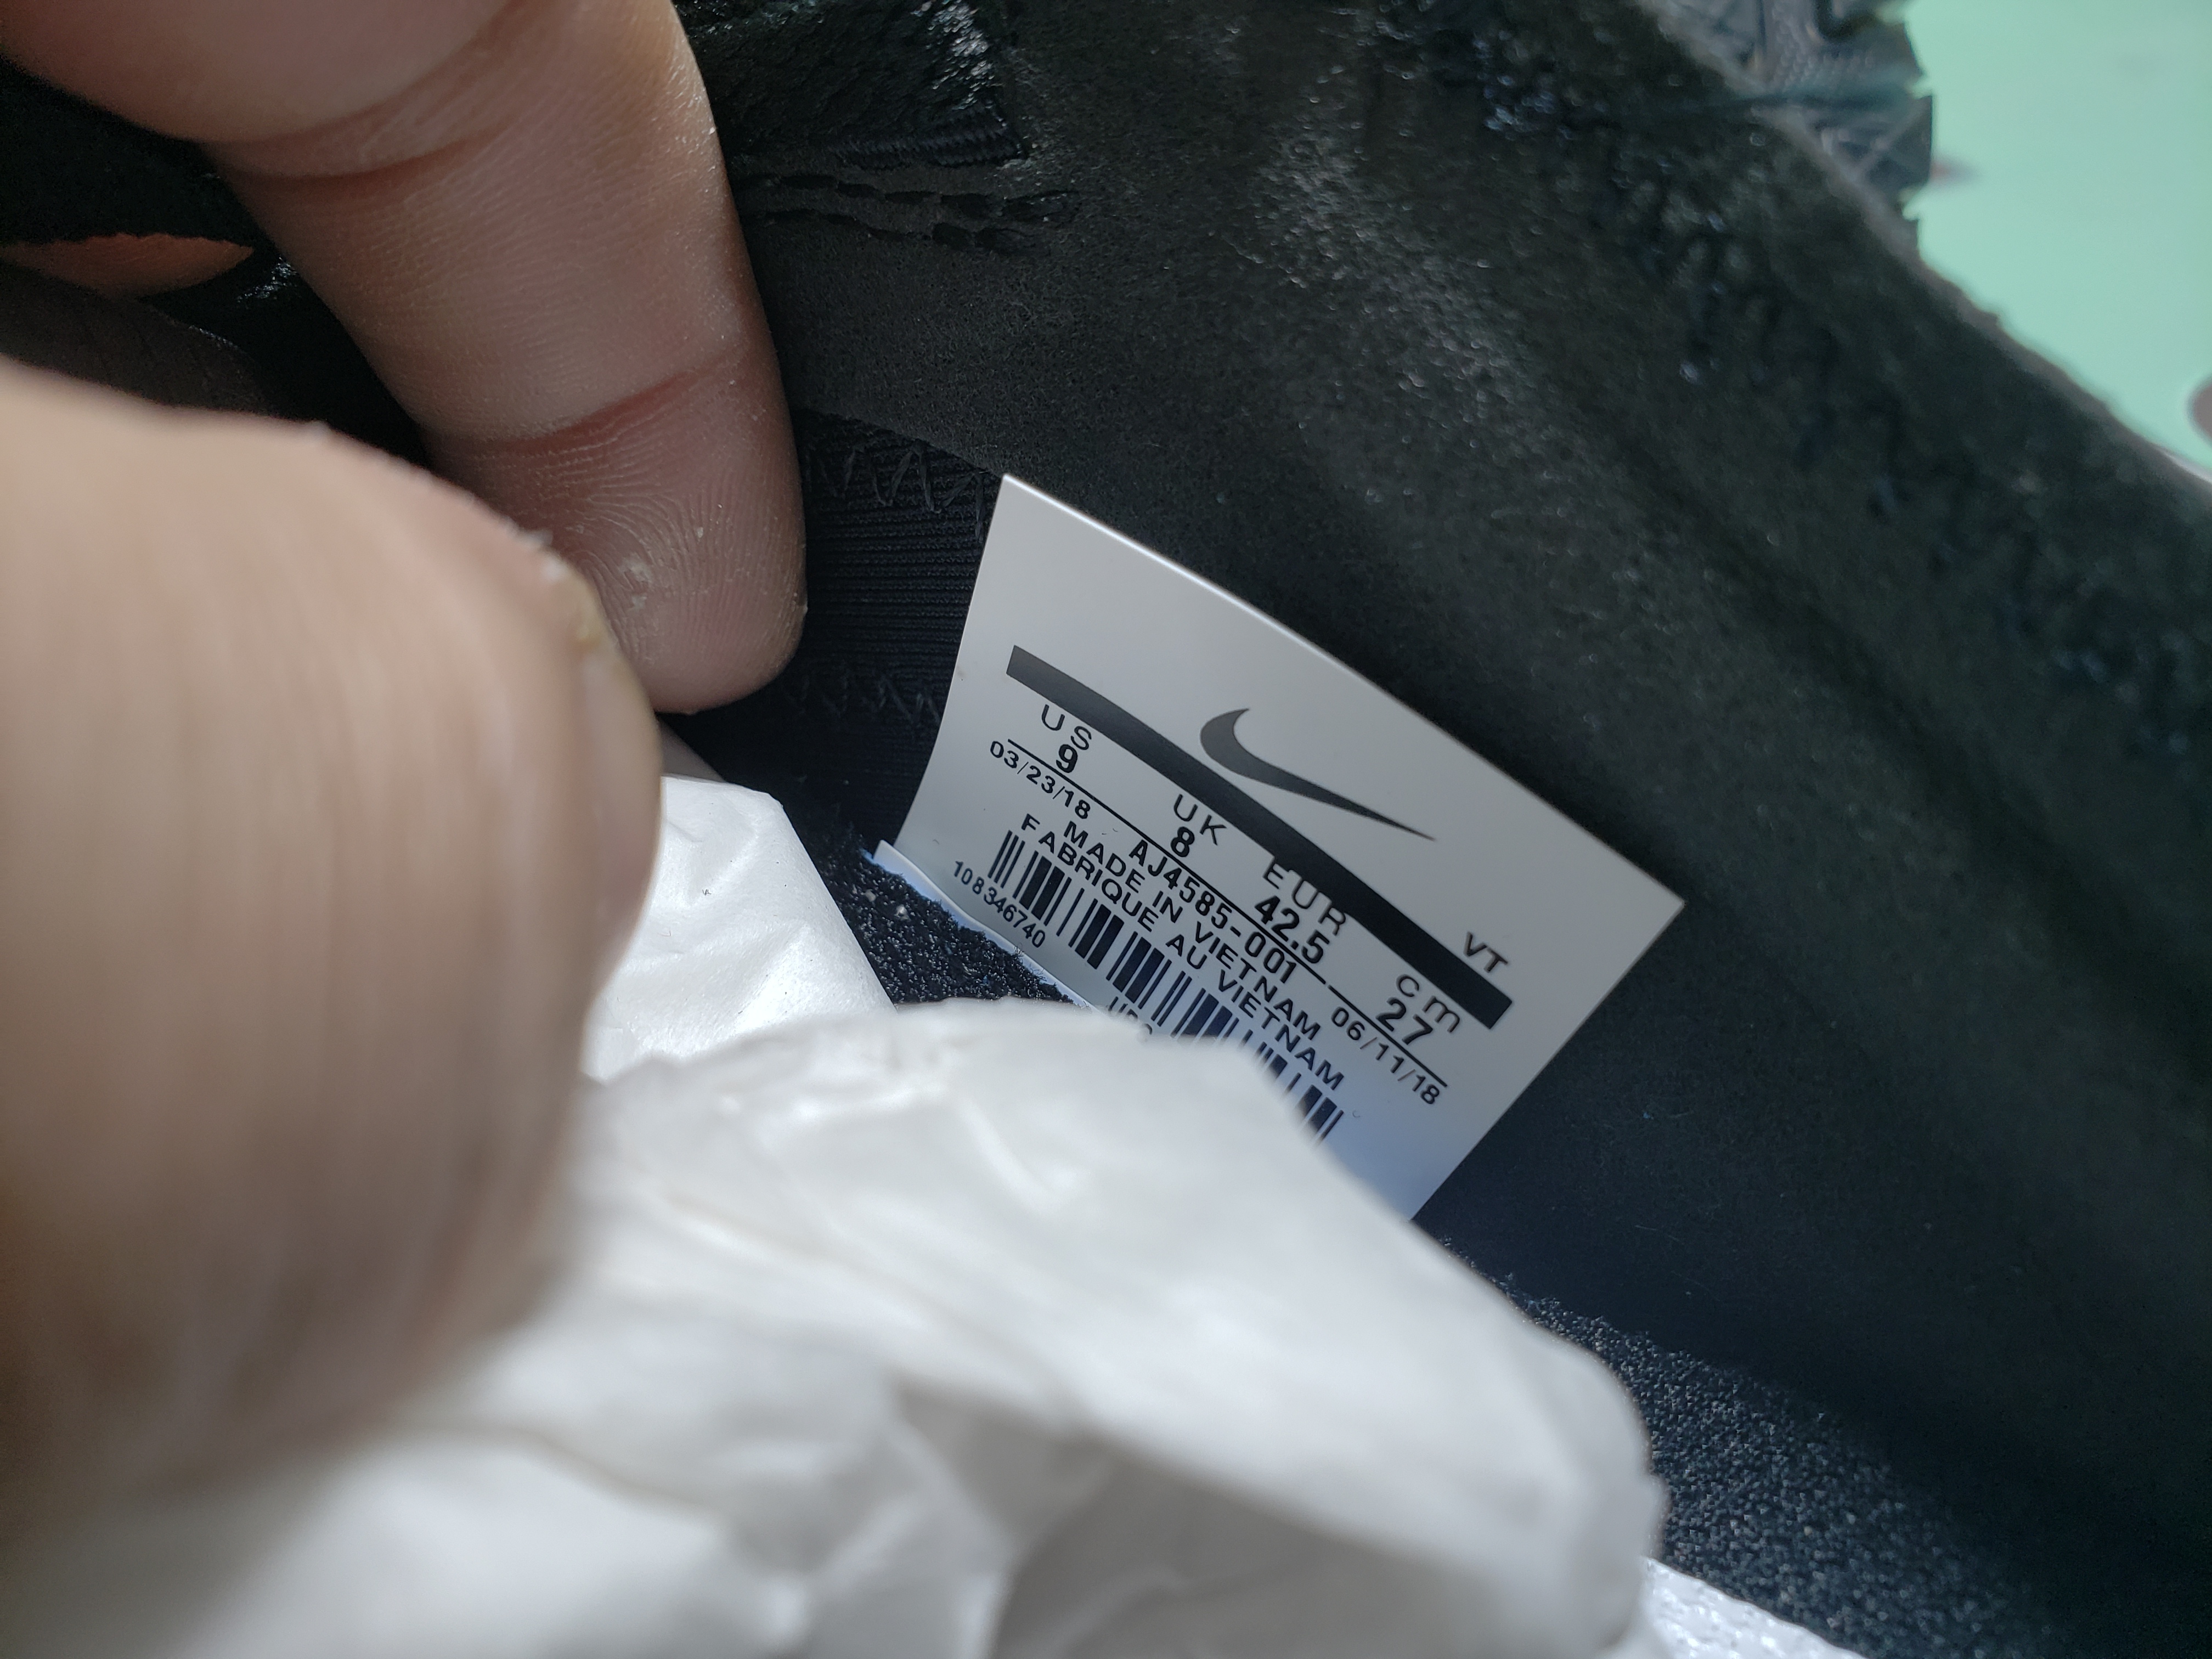 VT
US UK EUR cm
9 8 42.5 27
03/23/18 AJ4585-001 06/11/18
MADE IN VIETNAM
FABRIQUE AU VIETNAM
108346740